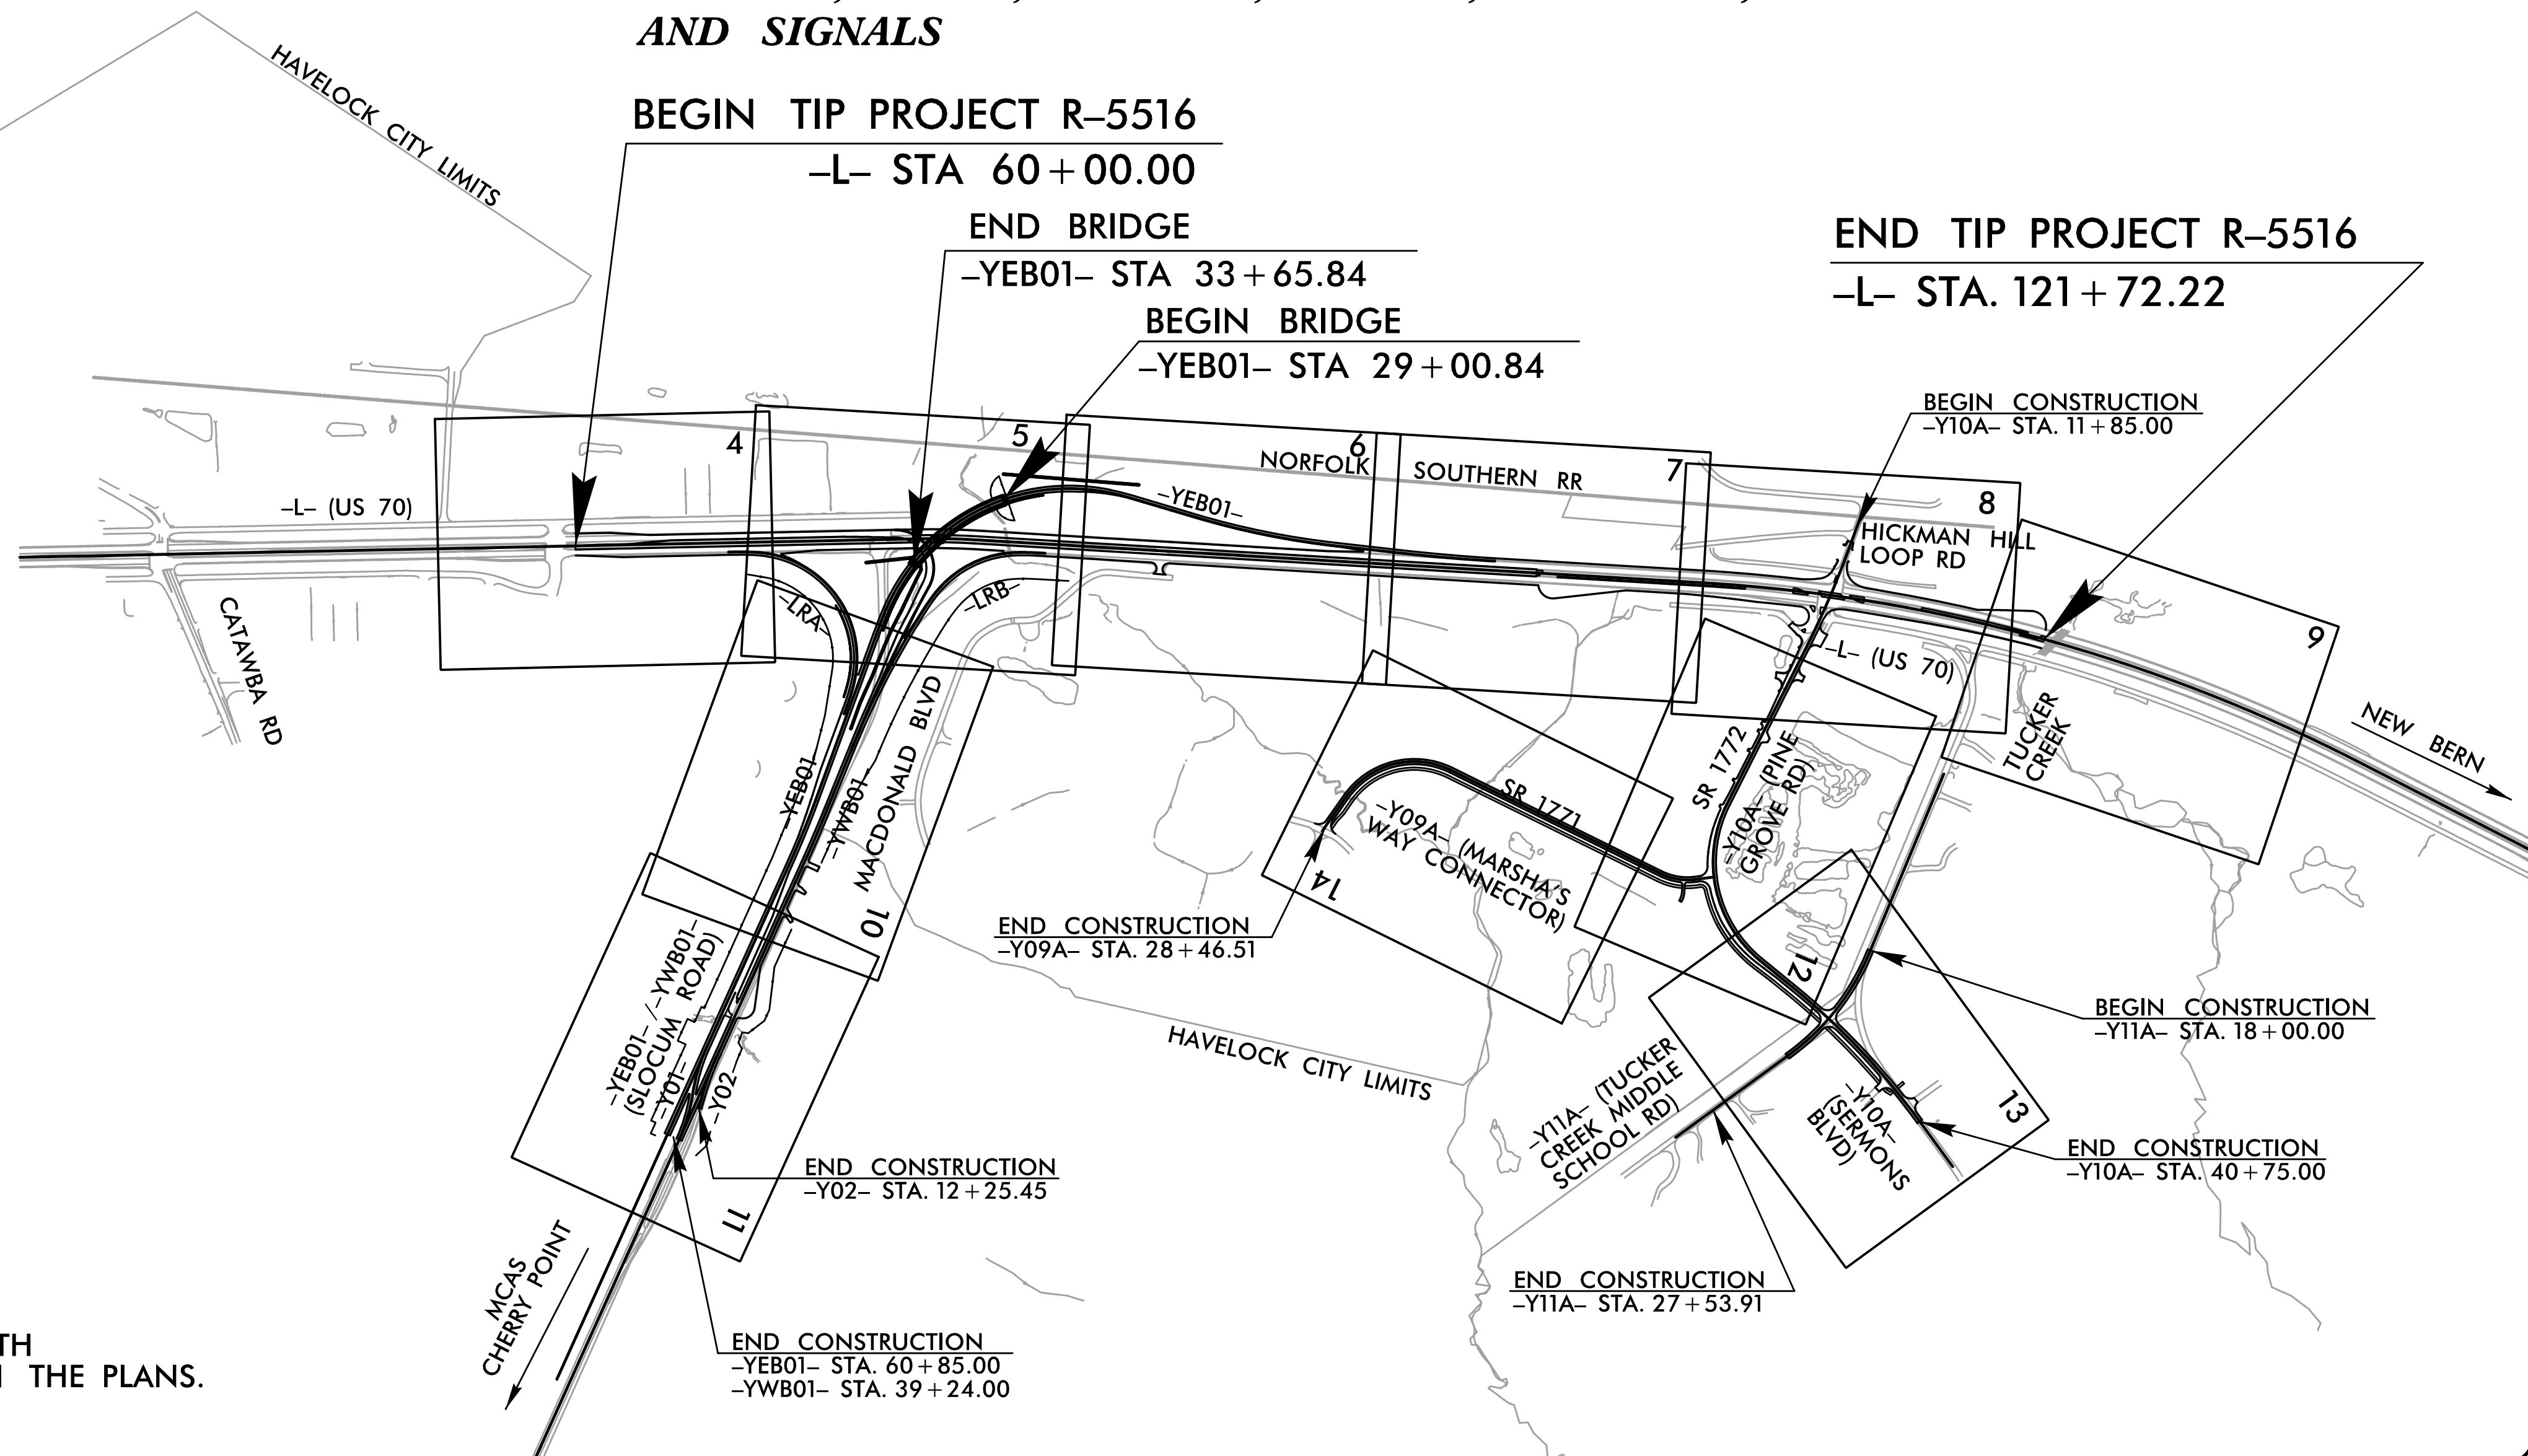 AND SIGNALS
HAVELOCK CITY LIMITS
BEGIN TIP PROJECT R–5516
–L– STA 60+00.00
END BRIDGE
–YEB01– STA 33+65.84
BEGIN BRIDGE
–YEB01– STA 29+00.84
END TIP PROJECT R–5516
–L– STA. 121+72.22
BEGIN CONSTRUCTION
–Y10A– STA. 11+85.00
4
5
6
7
8
9
NORFOLK SOUTHERN RR
–L– (US 70)
–YEB01–
HICKMAN HILL
LOOP RD
–LRA–
–LRB–
CATAWBA RD
–L– (US 70)
TUCKER
CREEK
NEW BERN
–YEB01–
–YWB01–
MACDONALD BLVD
10
SR 1772
–Y10A– (PINE
GROVE RD)
SR 1771
–Y09A– (MARSHA'S
WAY CONNECTOR)
14
END CONSTRUCTION
–Y09A– STA. 28+46.51
12
–YEB01– / –YWB01–
(SLOCUM ROAD)
–Y01–
–Y02–
HAVELOCK CITY LIMITS
BEGIN CONSTRUCTION
–Y11A– STA. 18+00.00
–Y11A– (TUCKER
CREEK MIDDLE
SCHOOL RD)
–Y10A–
(SERMONS
BLVD)
13
END CONSTRUCTION
–Y10A– STA. 40+75.00
END CONSTRUCTION
–Y02– STA. 12+25.45
11
MCAS
CHERRY POINT
END CONSTRUCTION
–Y11A– STA. 27+53.91
END CONSTRUCTION
–YEB01– STA. 60+85.00
–YWB01– STA. 39+24.00
TH
THE PLANS.